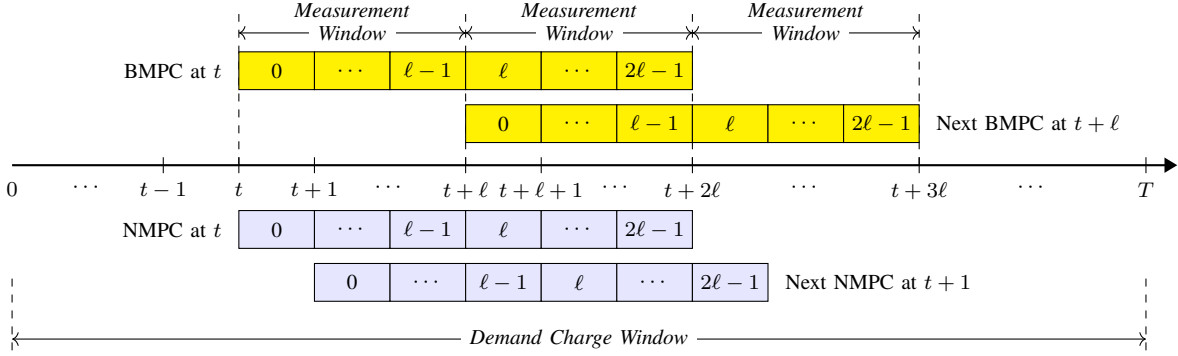 Measurement Window Measurement Window Measurement Window
BMPC at t 0 ⋯ ℓ − 1 ℓ ⋯ 2ℓ − 1
0 ⋯ ℓ − 1 ℓ ⋯ 2ℓ − 1 Next BMPC at t + ℓ
0 ⋯ t − 1 t t + 1 ⋯ t + ℓ t + ℓ + 1 ⋯ t + 2ℓ ⋯ t + 3ℓ ⋯ T
NMPC at t 0 ⋯ ℓ − 1 ℓ ⋯ 2ℓ − 1
0 ⋯ ℓ − 1 ℓ ⋯ 2ℓ − 1 Next NMPC at t + 1
Demand Charge Window